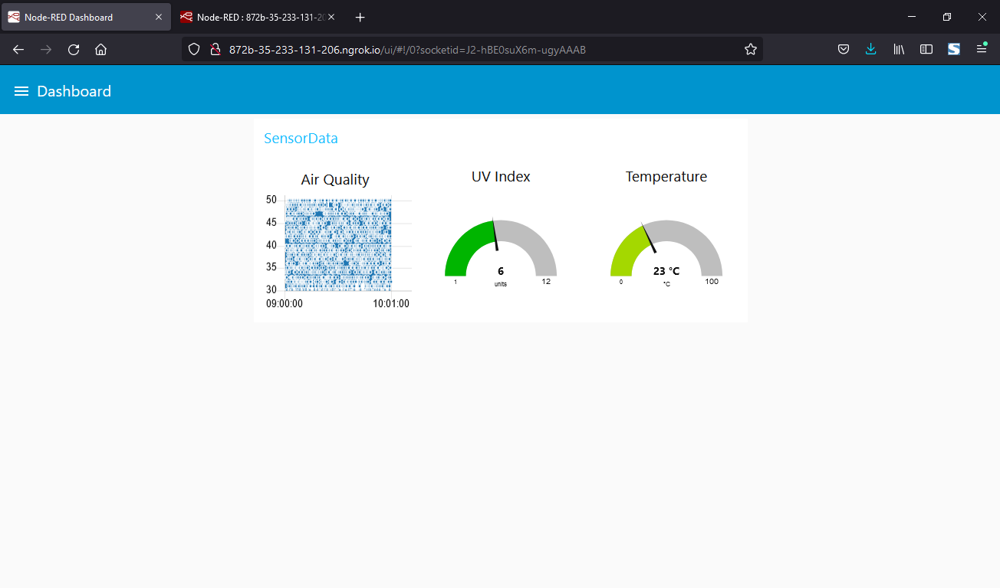 Node-RED Dashboard
Node-RED : 872b-35-233-131-20
872b-35-233-131-206.ngrok.io/ui/#!/0?socketid=J2-hBE0suX6m-ugyAAAB
Dashboard
SensorData
Air Quality
50
45
40
35
30
09:00:00 10:01:00
UV Index
6
1 units 12
Temperature
23 °C
0 °C 100